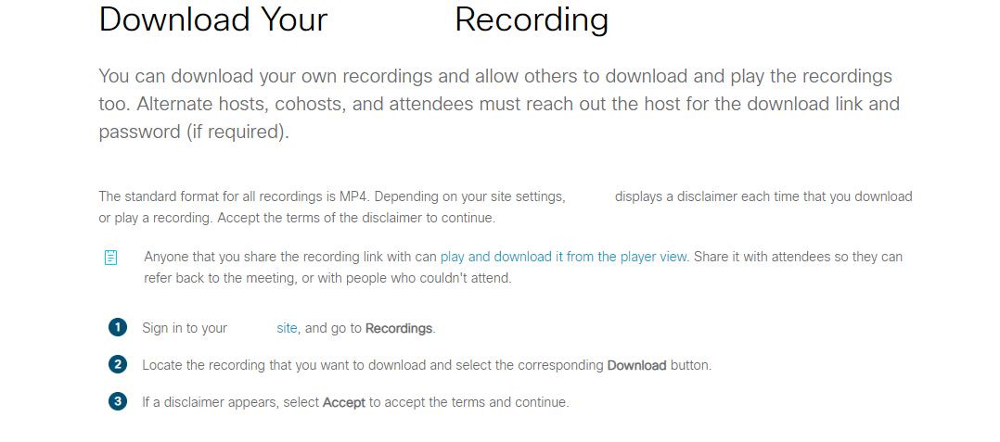 Download Your Recording
You can download your own recordings and allow others to download and play the recordings
too. Alternate hosts, cohosts, and attendees must reach out the host for the download link and
password (if required).
The standard format for all recordings is MP4. Depending on your site settings, displays a disclaimer each time that you download
or play a recording. Accept the terms of the disclaimer to continue.
Anyone that you share the recording link with can play and download it from the player view. Share it with attendees so they can
refer back to the meeting, or with people who couldn't attend.
1 Sign in to your site, and go to Recordings.
2 Locate the recording that you want to download and select the corresponding Download button.
3 If a disclaimer appears, select Accept to accept the terms and continue.